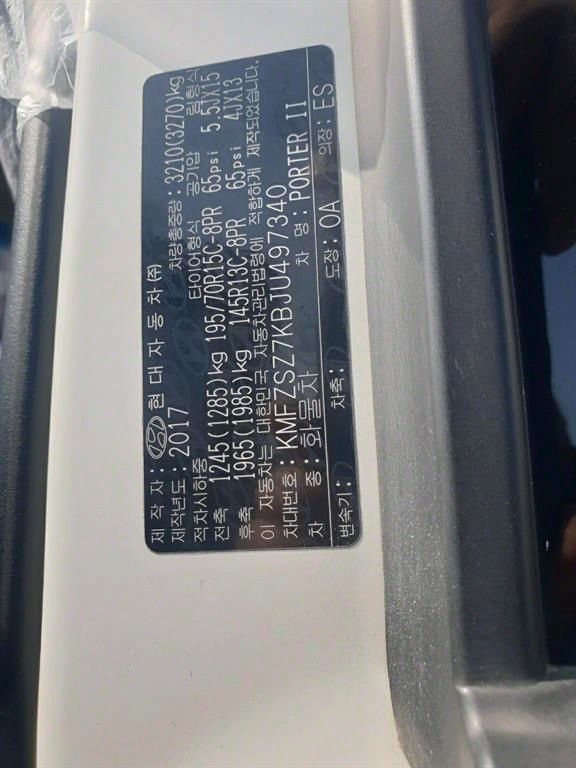 제 작 자: HYUNDAI 현 대 자 동 차 (주)
제작년도: 2017 차량총중량: 3210(3270)kg
적차시하중 타이어형식 공기압 림형식
전축 1245(1285)kg 195/70R15C-8PR 65psi 5.5JX15
후축 1965(1985)kg 145R13C-8PR 65psi 4JX13
이 자동차는 대한민국 자동차관리법령에 적합하게 제작되었습니다.
차대번호: KMFZSZ7KBJU497340
차 종: 화물차 차 명: PORTER II
변속기: 차축: 도장: OA 의장: ES